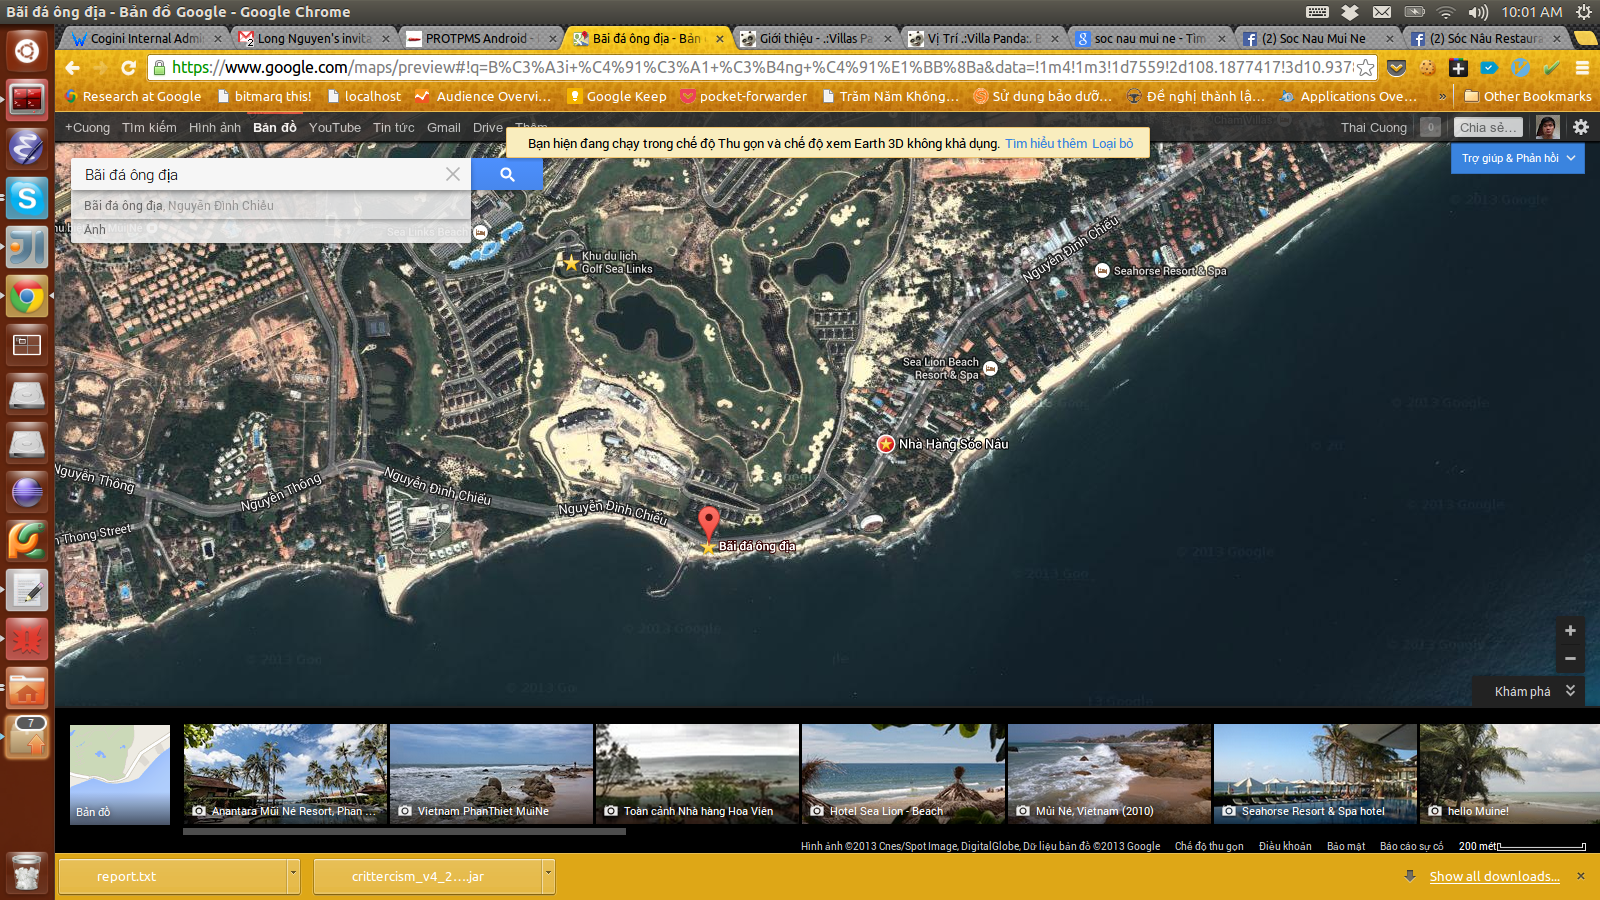 Bãi đá ông địa - Bản đồ Google - Google Chrome
10:01 AM
Cogini Internal Admi
Long Nguyen's invita
PROTPMS Android -
Bãi đá ông địa - Bản
Giới thiệu - .:Villas Pa
Vị Trí .:Villa Panda:. B
soc nau mui ne - Tìm
(2) Soc Nau Mui Ne
(2) Sóc Nâu Restaura
https://www.google.com/maps/preview#!q=B%C3%A3i+%C4%91%C3%A1+%C3%B4ng+%C4%91%E1%BB%8Ba&data=!1m4!1m3!1d7559!2d108.1877417!3d10.937
Research at Google
bitmarq this!
localhost
Audience Overvi...
Google Keep
pocket-forwarder
Trăm Năm Không...
Sử dụng bảo dưỡ...
Đề nghị thành lậ...
Applications Ove...
»
Other Bookmarks
+Cuong Tìm kiếm Hình ảnh Bản đồ YouTube Tin tức Gmail Drive Thêm
Thai Cuong 0 Chia sẻ...
Bạn hiện đang chạy trong chế độ Thu gọn và chế độ xem Earth 3D không khả dụng. Tìm hiểu thêm Loại bỏ
Trợ giúp & Phản hồi
Bãi đá ông địa
Bãi đá ông địa, Nguyễn Đình Chiểu
Ảnh
Sea Links Beach
Khu du lịch
Golf Sea Links
Nguyễn Đình Chiểu
Seahorse Resort & Spa
Sea Lion Beach
Resort & Spa
Nhà Hàng Sóc Nâu
Nguyễn Thông
Nguyễn Thông
Nguyễn Đình Chiểu
Nguyễn Đình Chiểu
Thong Street
Bãi đá ông địa
© 2013 Google
Khám phá
Bản đồ
Anantara Mũi Né Resort, Phan ...
Vietnam PhanThiet MuiNe
Toàn cảnh Nhà hàng Hoa Viên
Hotel Sea Lion - Beach
Mủi Né, Vietnam (2010)
Seahorse Resort & Spa hotel
hello Muine!
Hình ảnh ©2013 Cnes/Spot Image, DigitalGlobe, Dữ liệu bản đồ ©2013 Google Chế độ thu gọn Điều khoản Bảo mật Báo cáo sự cố 200 mét
7
report.txt
crittercism_v4_2....jar
Show all downloads...